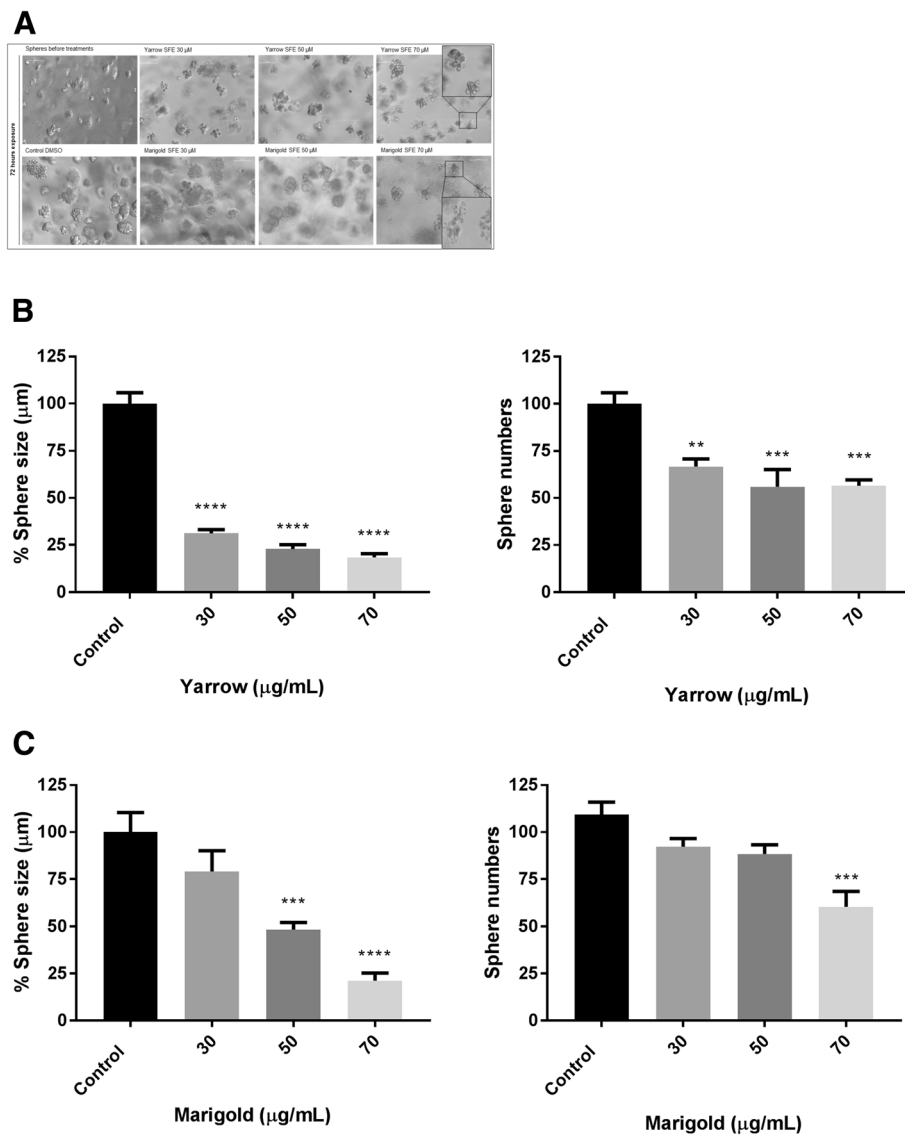 A
Spheres before treatments
Yarrow SFE 30 µM
Yarrow SFE 50 µM
Yarrow SFE 70 µM
72 hours exposure
Control DMSO
Marigold SFE 30 µM
Marigold SFE 50 µM
Marigold SFE 70 µM
B
% Sphere size (µm)
125
100
75
50
25
0
****
****
****
Control
30
50
70
Yarrow (µg/mL)
Sphere numbers
125
100
75
50
25
0
**
***
***
Control
30
50
70
Yarrow (µg/mL)
C
% Sphere size (µm)
125
100
75
50
25
0
***
****
Control
30
50
70
Marigold (µg/mL)
Sphere numbers
125
100
75
50
25
0
***
Control
30
50
70
Marigold (µg/mL)